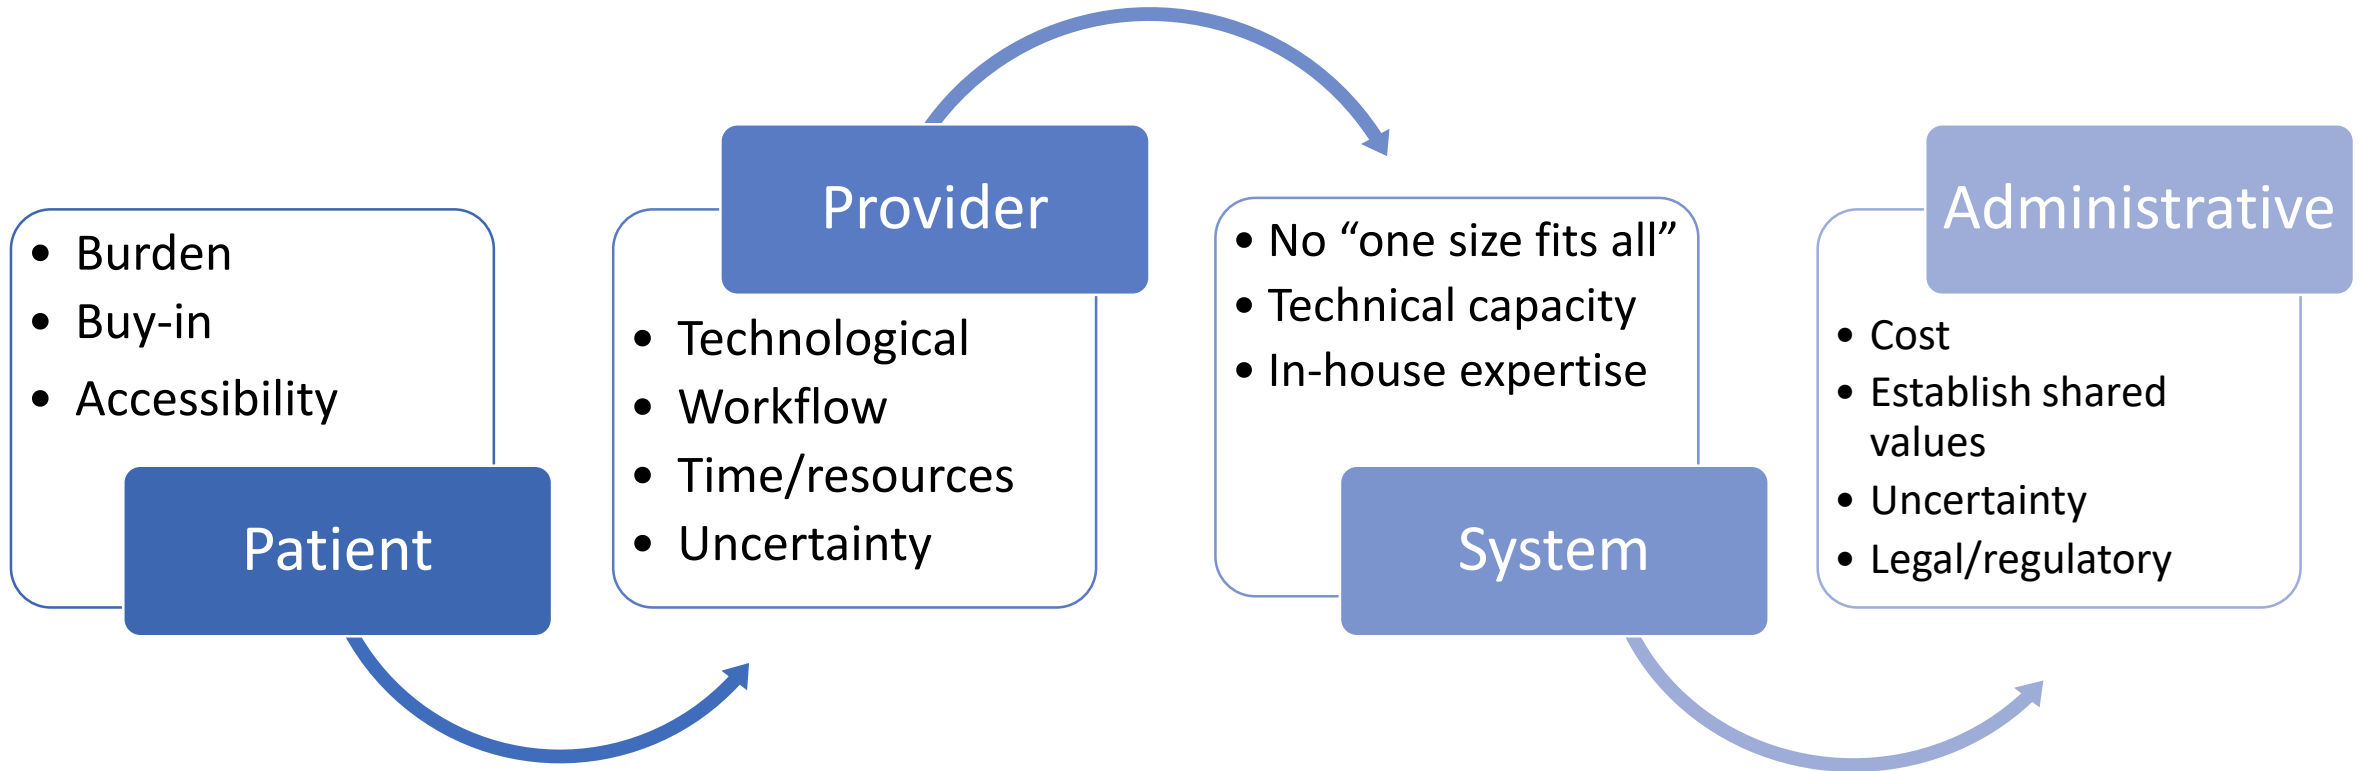 • Burden
• Buy-in
• Accessibility
Patient
Provider
• Technological
• Workflow
• Time/resources
• Uncertainty
• No “one size fits all”
• Technical capacity
• In-house expertise
System
Administrative
• Cost
• Establish shared
values
• Uncertainty
• Legal/regulatory